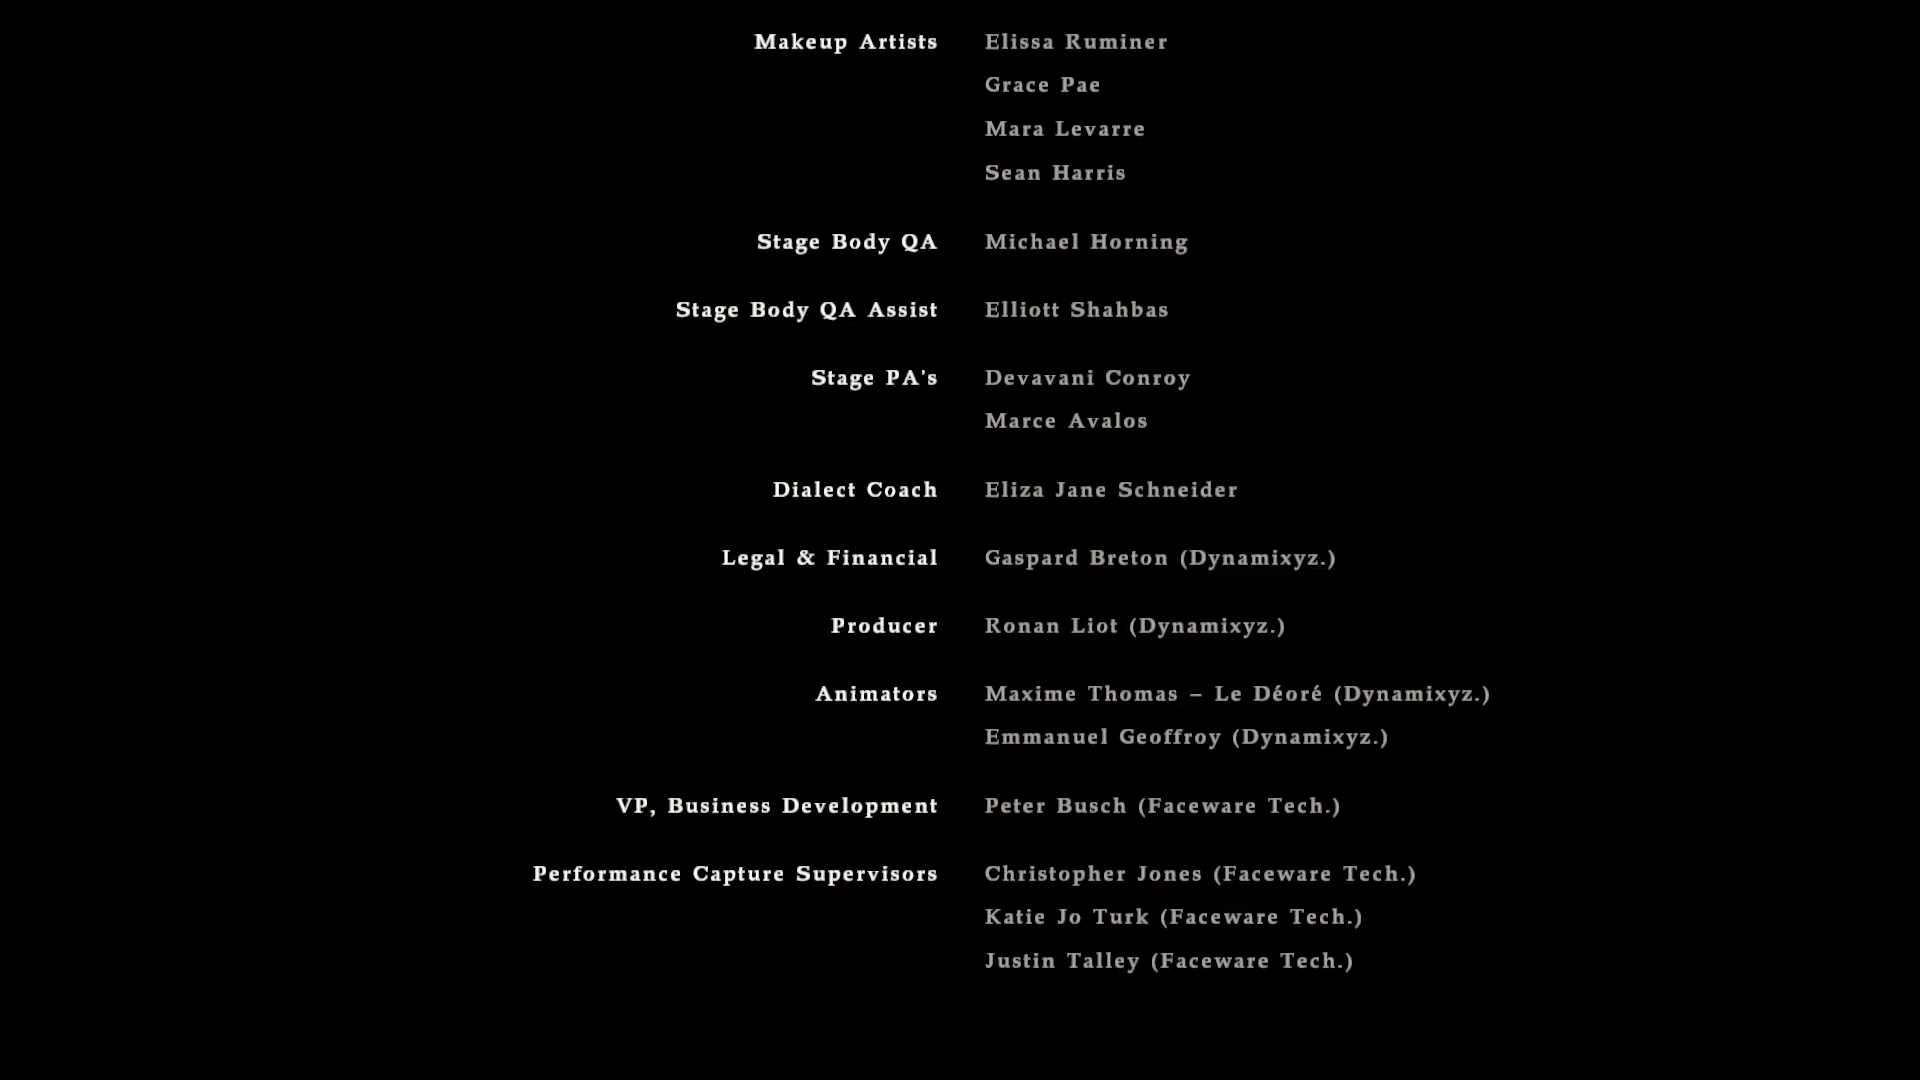 Makeup Artists Elissa Ruminer
Grace Pae
Mara Levarre
Sean Harris
Stage Body QA Michael Horning
Stage Body QA Assist Elliott Shahbas
Stage PA's Devavani Conroy
Marce Avalos
Dialect Coach Eliza Jane Schneider
Legal & Financial Gaspard Breton (Dynamixyz.)
Producer Ronan Liot (Dynamixyz.)
Animators Maxime Thomas – Le Déoré (Dynamixyz.)
Emmanuel Geoffroy (Dynamixyz.)
VP, Business Development Peter Busch (Faceware Tech.)
Performance Capture Supervisors Christopher Jones (Faceware Tech.)
Katie Jo Turk (Faceware Tech.)
Justin Talley (Faceware Tech.)